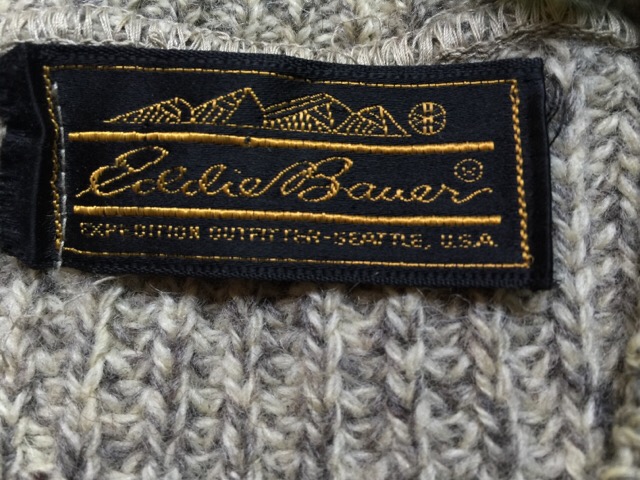 Eddie Bauer ®
EXPEDITION OUTFITTER-SEATTLE, U.S.A.